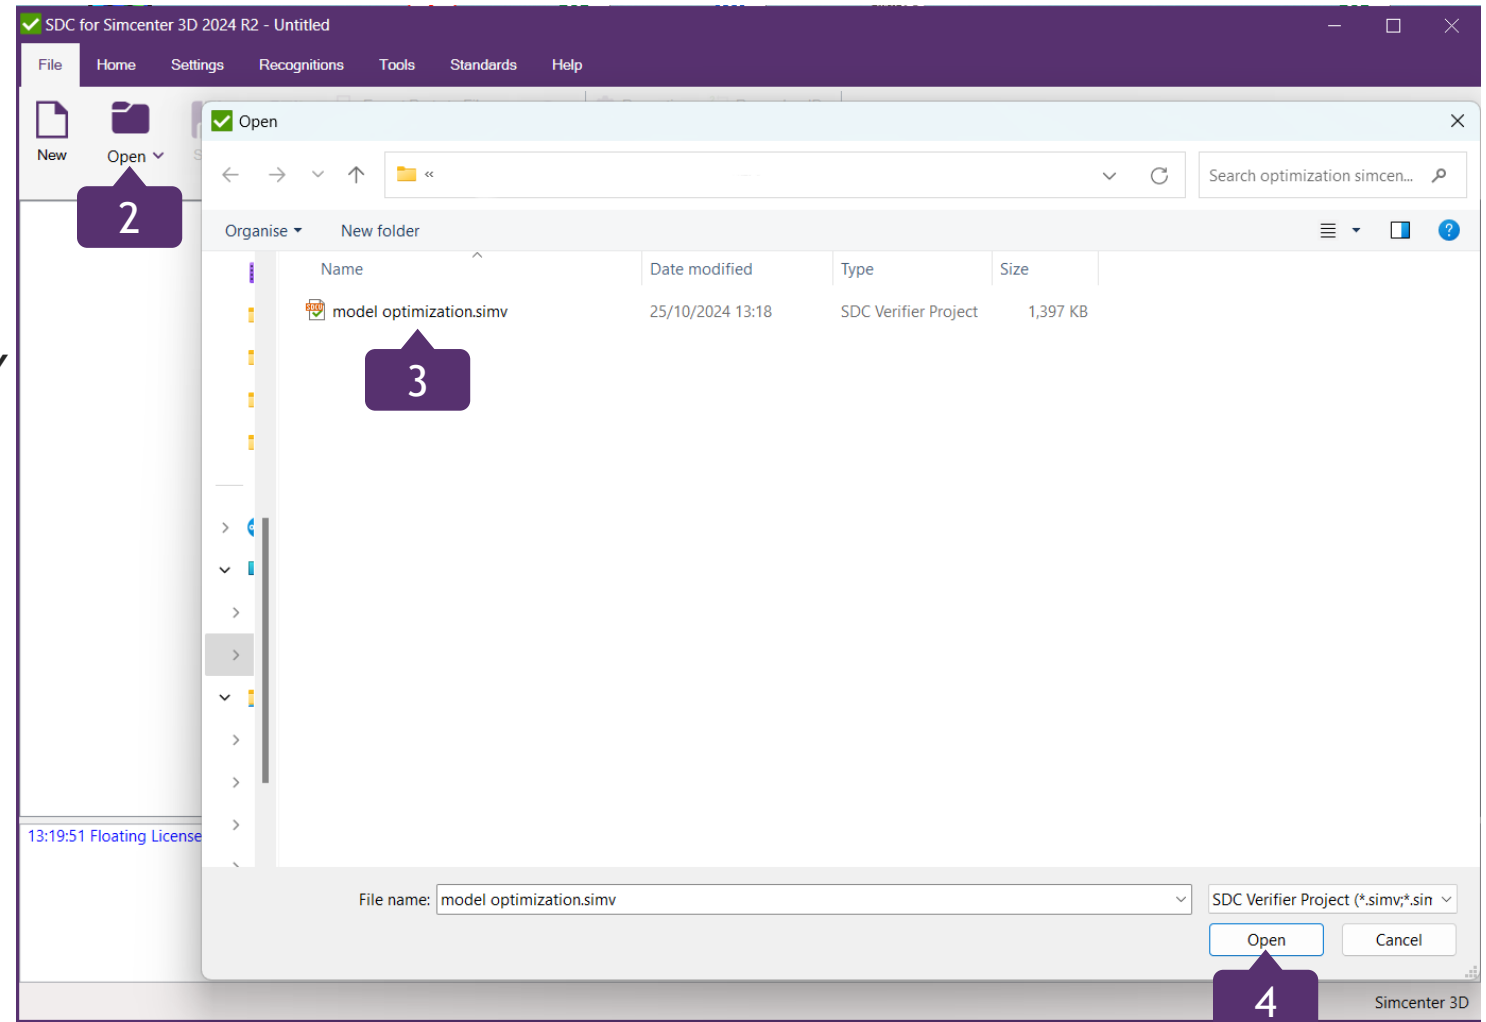 SDC for Simcenter 3D 2024 R2 - Untitled
File Home Settings Recognitions Tools Standards Help
New
Open
2
Open
Search optimization simcen...
Organise New folder
Name Date modified Type Size
model optimization.simv 25/10/2024 13:18 SDC Verifier Project 1,397 KB
3
13:19:51 Floating License
File name: model optimization.simv SDC Verifier Project (*.simv;*.sin
Open Cancel
4
Simcenter 3D